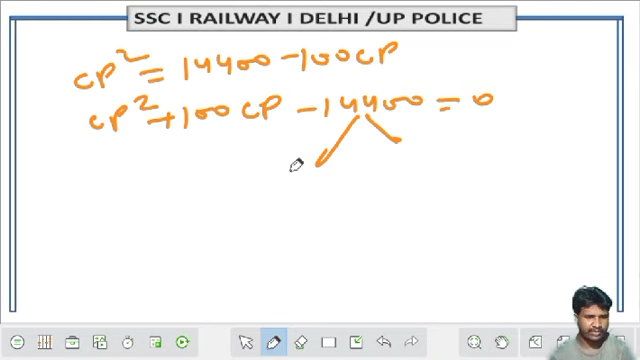 SSC I RAILWAY I DELHI /UP POLICE
CP² = 14400 - 100CP
CP² + 100CP - 14400 = 0